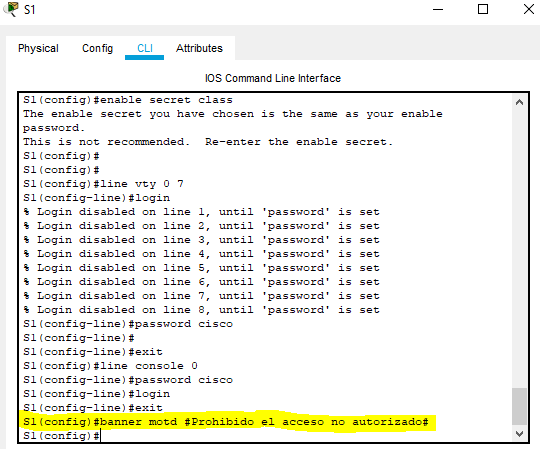 S1
Physical Config CLI Attributes
IOS Command Line Interface
S1(config)#enable secret class
The enable secret you have chosen is the same as your enable
password.
This is not recommended.  Re-enter the enable secret.
S1(config)#
S1(config)#
S1(config)#line vty 0 7
S1(config-line)#login
% Login disabled on line 1, until 'password' is set
% Login disabled on line 2, until 'password' is set
% Login disabled on line 3, until 'password' is set
% Login disabled on line 4, until 'password' is set
% Login disabled on line 5, until 'password' is set
% Login disabled on line 6, until 'password' is set
% Login disabled on line 7, until 'password' is set
% Login disabled on line 8, until 'password' is set
S1(config-line)#password cisco
S1(config-line)#
S1(config-line)#exit
S1(config)#line console 0
S1(config-line)#password cisco
S1(config-line)#login
S1(config-line)#exit
S1(config)#banner motd #Prohibido el acceso no autorizado#
S1(config)#